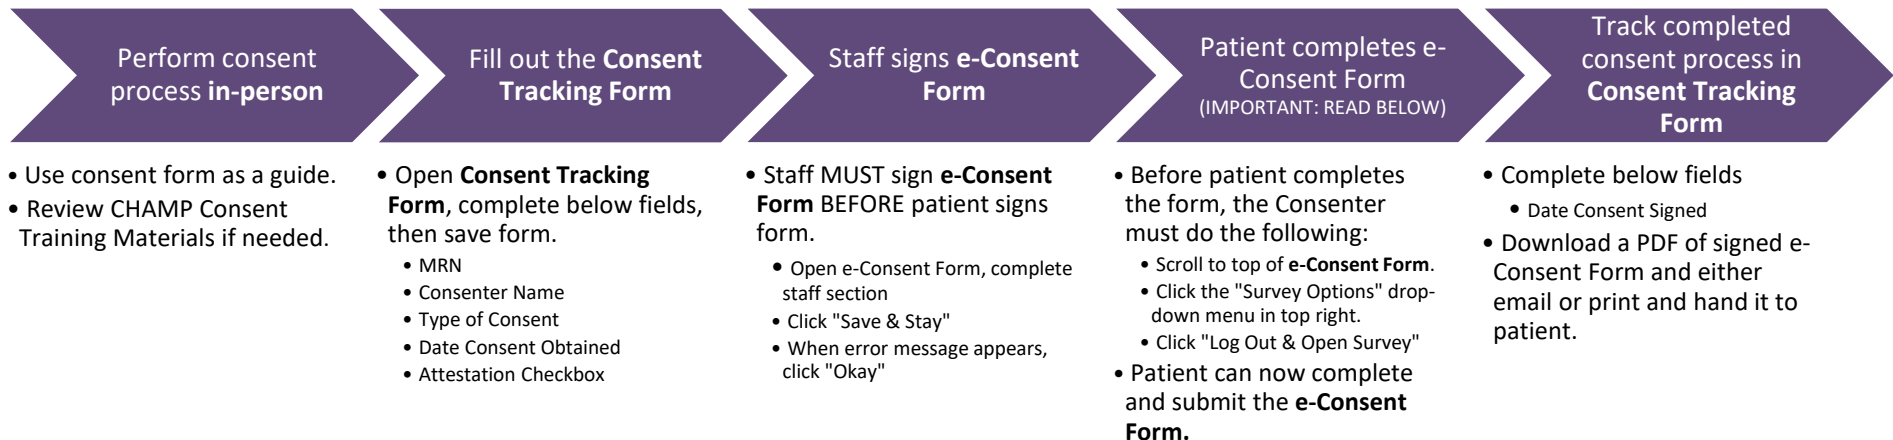 Perform consent
process in-person
Fill out the Consent
Tracking Form
Staff signs e-Consent
Form
Patient completes e-
Consent Form
(IMPORTANT: READ BELOW)
Track completed
consent process in
Consent Tracking
Form
• Use consent form as a guide.
• Review CHAMP Consent
Training Materials if needed.
• Open Consent Tracking
Form, complete below fields,
then save form.
• MRN
• Consenter Name
• Type of Consent
• Date Consent Obtained
• Attestation Checkbox
• Staff MUST sign e-Consent
Form BEFORE patient signs
form.
• Open e-Consent Form, complete
staff section
• Click "Save & Stay"
• When error message appears,
click "Okay"
• Before patient completes
the form, the Consenter
must do the following:
• Scroll to top of e-Consent Form.
• Click the "Survey Options" drop-
down menu in top right.
• Click "Log Out & Open Survey"
• Patient can now complete
and submit the e-Consent
Form.
• Complete below fields
• Date Consent Signed
• Download a PDF of signed e-
Consent Form and either
email or print and hand it to
patient.